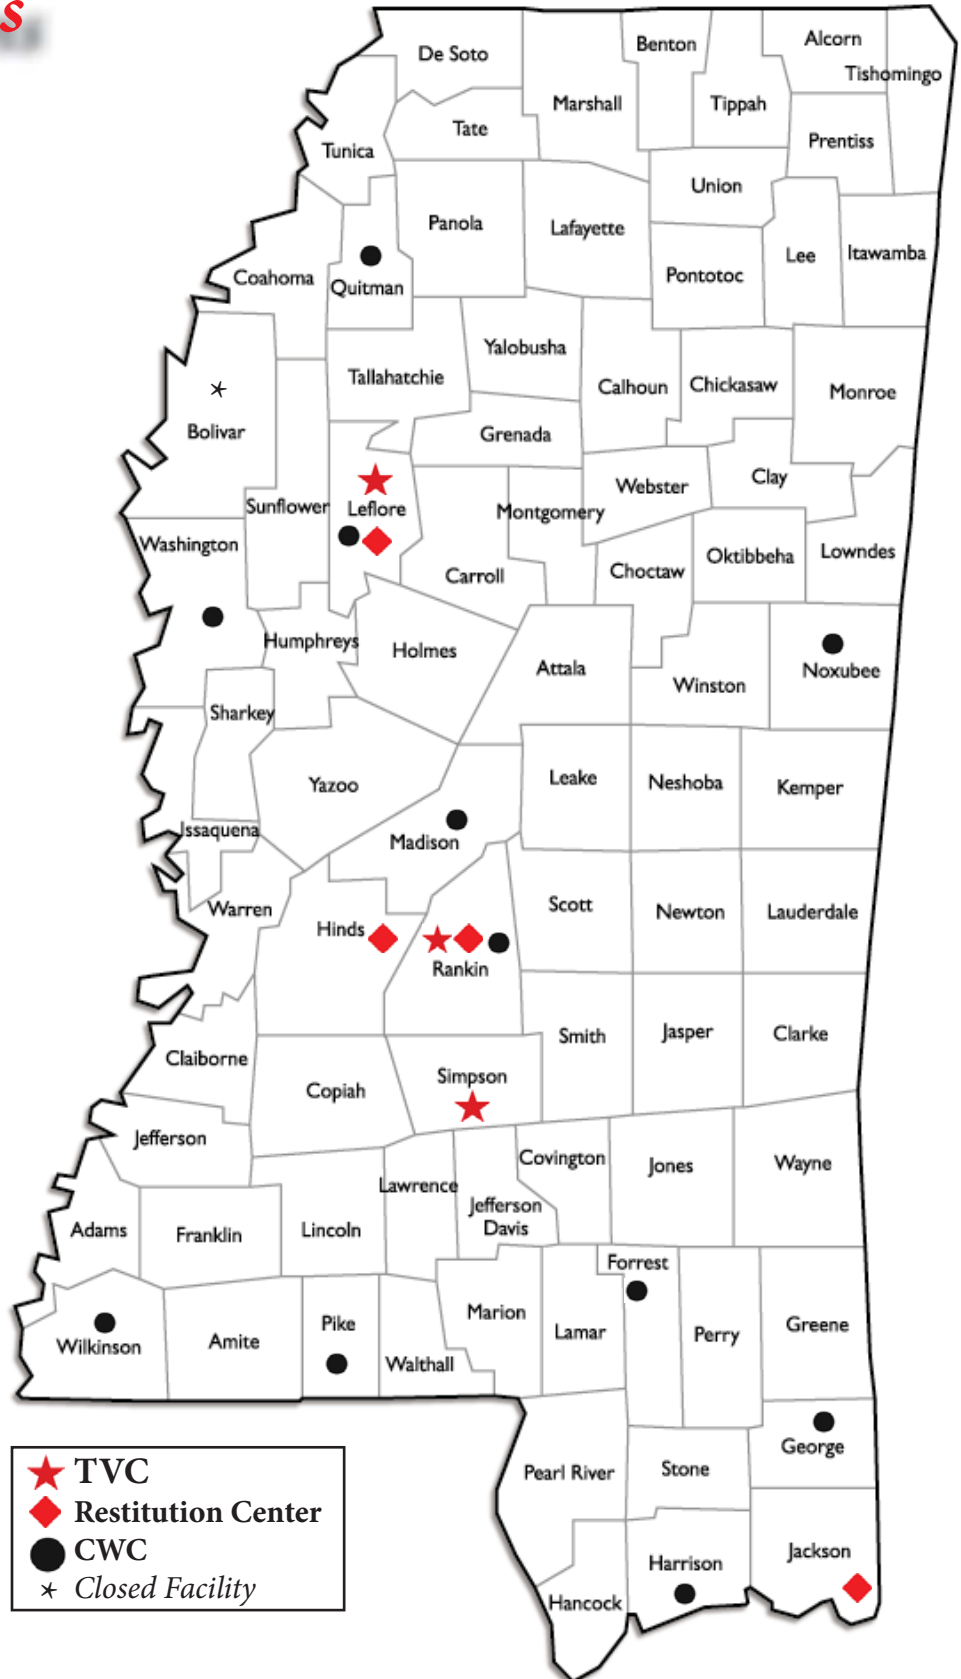 s
De Soto
Benton
Alcorn
Tishomingo
Marshall
Tippah
Tate
Prentiss
Tunica
Union
Panola
Lafayette
Lee
Itawamba
Coahoma
Quitman
Pontotoc
Yalobusha
Tallahatchie
Calhoun
Chickasaw
Monroe
Bolivar
Grenada
Webster
Clay
Sunflower
Leflore
Montgomery
Washington
Carroll
Choctaw
Oktibbeha
Lowndes
Humphreys
Holmes
Attala
Winston
Noxubee
Sharkey
Yazoo
Leake
Neshoba
Kemper
Issaquena
Madison
Warren
Hinds
Rankin
Scott
Newton
Lauderdale
Claiborne
Copiah
Simpson
Smith
Jasper
Clarke
Jefferson
Lawrence
Covington
Jones
Wayne
Adams
Franklin
Lincoln
Jefferson
Davis
Forrest
Wilkinson
Amite
Pike
Walthall
Marion
Lamar
Perry
Greene
George
Pearl River
Stone
Jackson
Harrison
Hancock
TVC
Restitution Center
CWC
Closed Facility